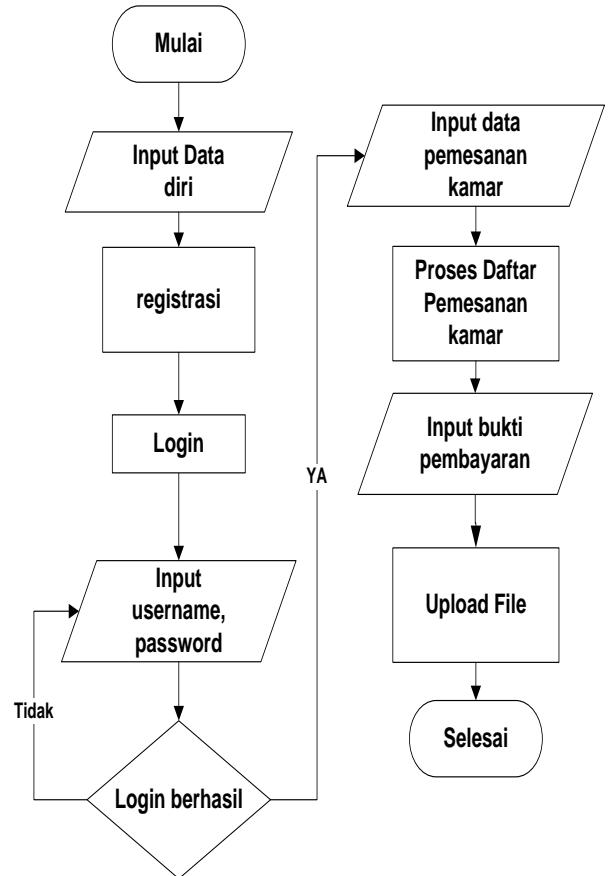 Mulai
Input Data
diri
registrasi
Login
Input
username,
password
Tidak
Login berhasil
YA
Input data
pemesanan
kamar
Proses Daftar
Pemesanan
kamar
Input bukti
pembayaran
Upload File
Selesai